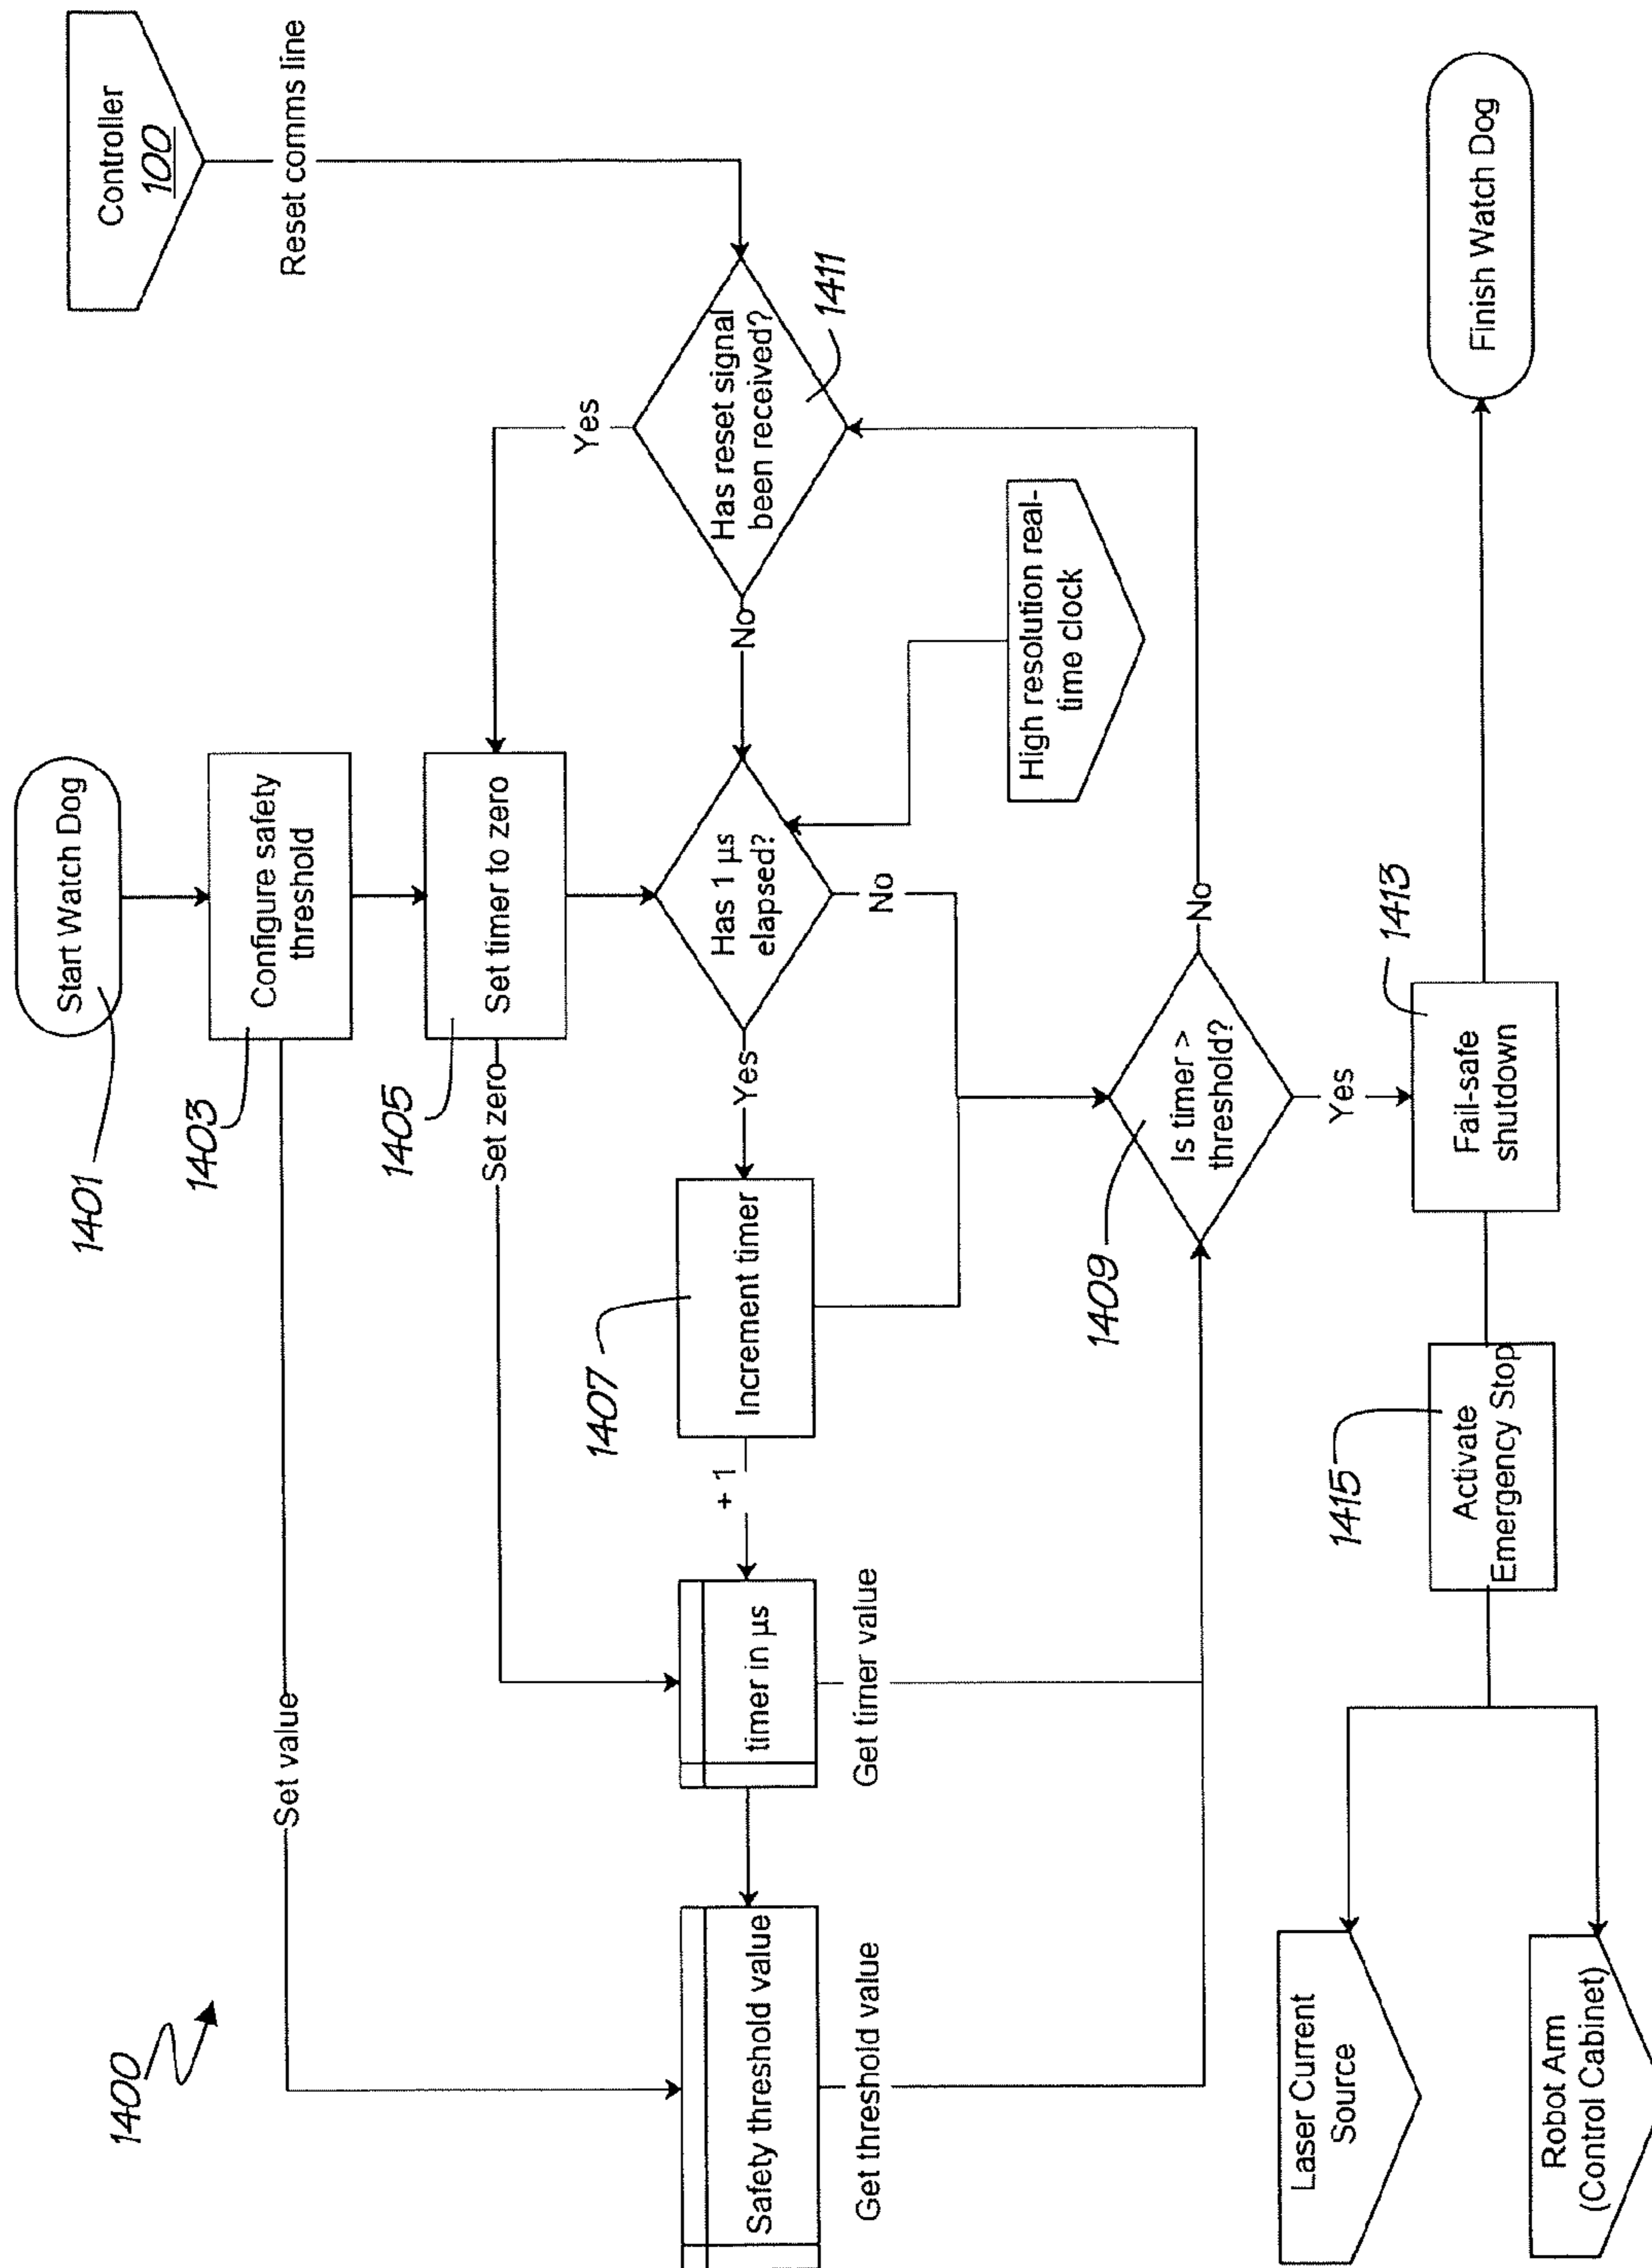 1400
Start Watch Dog
1401
Configure safety
threshold
1403
Set value
Set timer to zero
1405
Set zero
Controller
100
Reset comms line
Has reset signal
been received?
1411
Yes
No
Has 1 µs
elapsed?
Yes
No
High resolution real-
time clock
Increment timer
1407
+ 1
timer in µs
Get timer value
Safety threshold value
Get threshold value
Is timer >
threshold?
1409
No
Yes
Fail-safe
shutdown
1413
Finish Watch Dog
Activate
Emergency Stop
1415
Laser Current
Source
Robot Arm
(Control Cabinet)